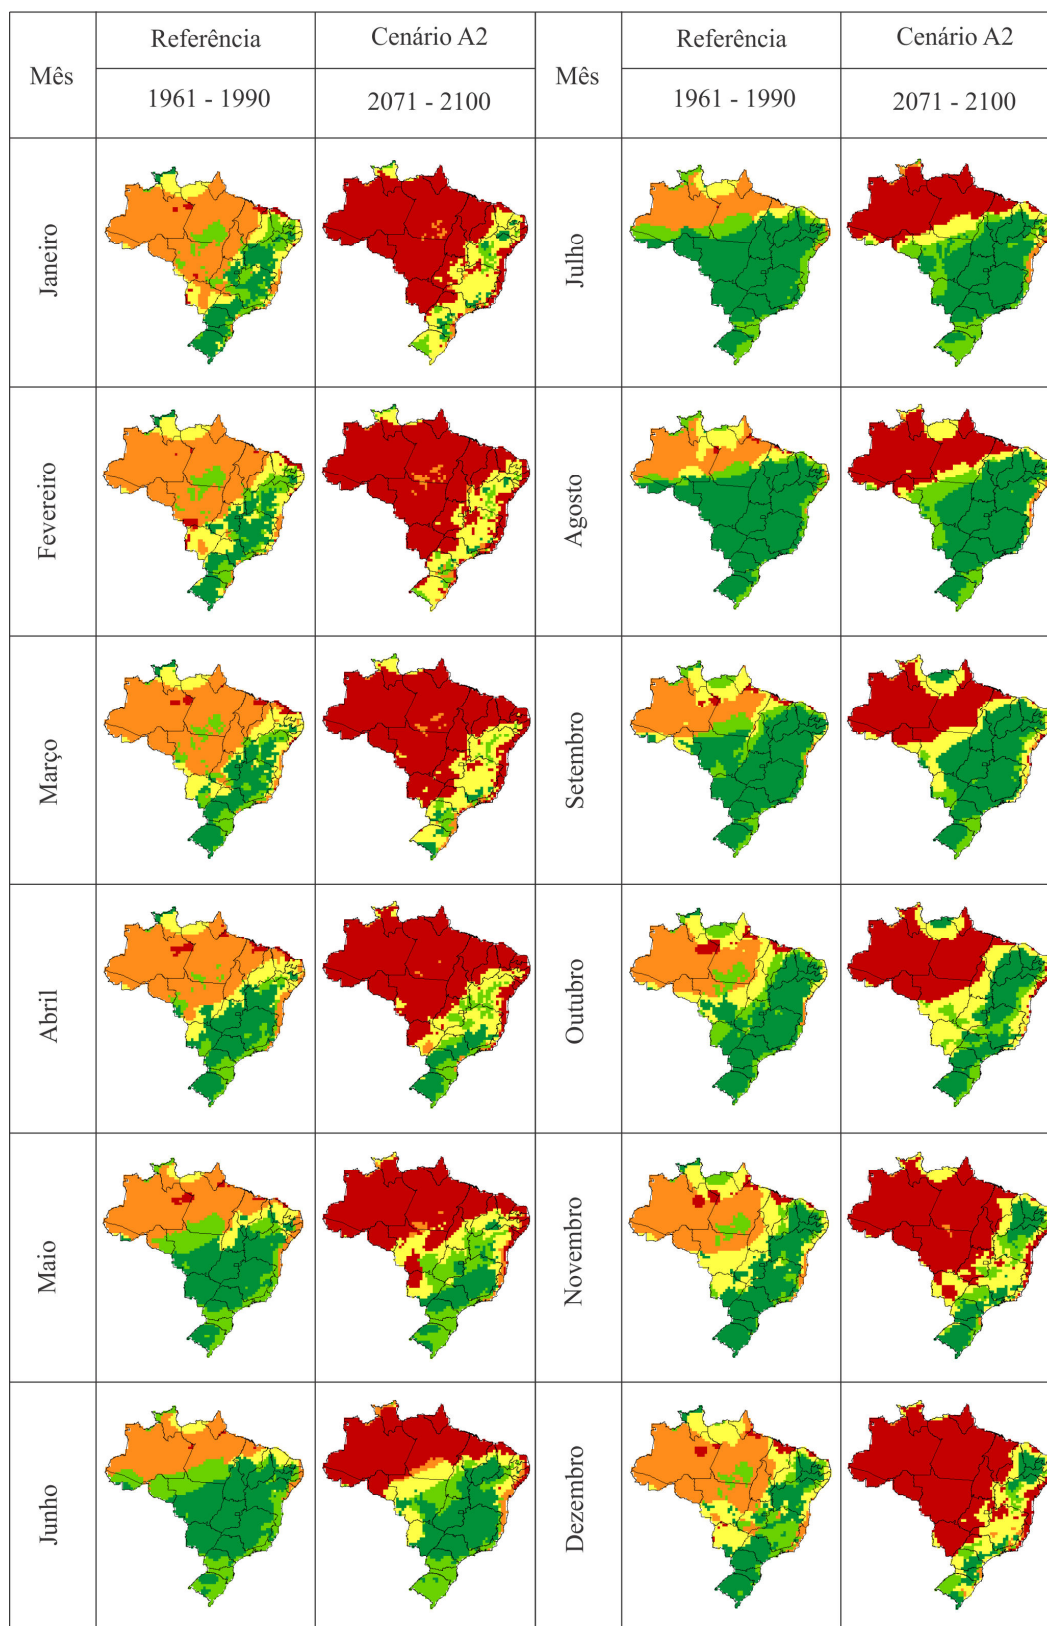 Mês
Referência
Cenário A2
Mês
Referência
Cenário A2
1961 - 1990
2071 - 2100
1961 - 1990
2071 - 2100
Janeiro
Julho
Fevereiro
Agosto
Março
Setembro
Abril
Outubro
Maio
Novembro
Junho
Dezembro